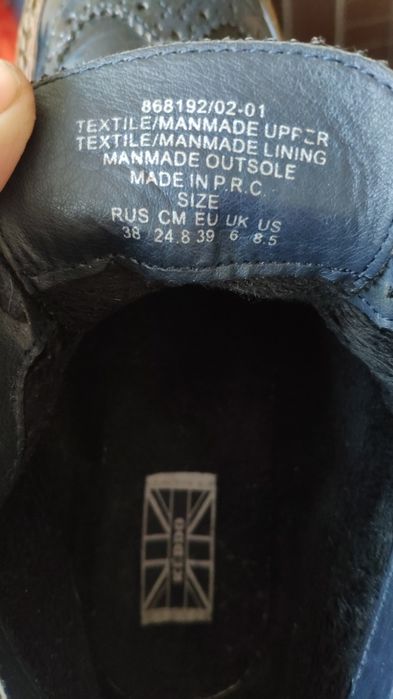 868192/02-01
TEXTILE/MANMADE UPPER
TEXTILE/MANMADE LINING
MANMADE OUTSOLE
MADE IN P.R.C.
SIZE
RUS CM EU UK US
38 24.8 39 6 8.5
KEDDO